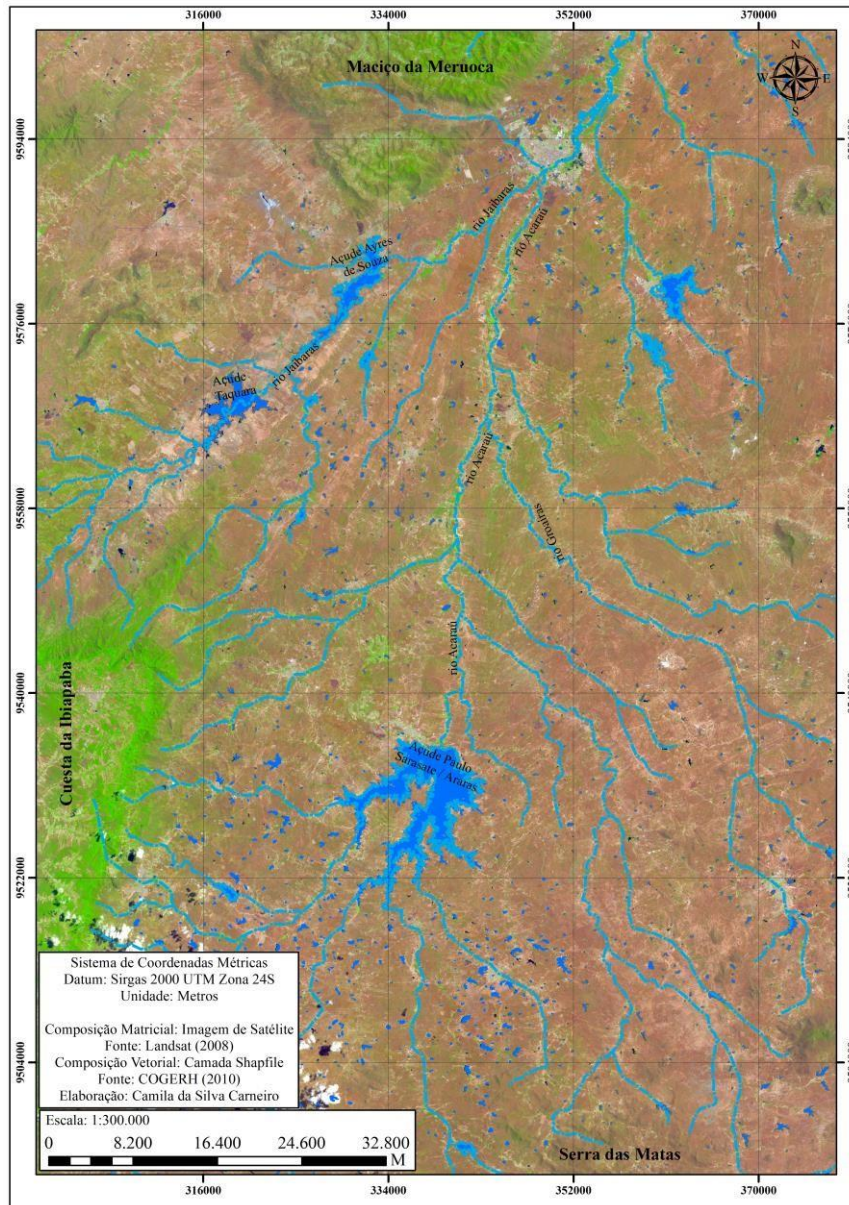 316000
334000
352000
370000
Maciço da Meruoca
N
W
E
S
9594000
rio Jaibaras
rio Acaraú
Açude Ayres
de Souza
9576000
rio Jaibaras
Açude
Taquara
rio Acaraú
9558000
rio Groaíras
rio Acaraú
9540000
Cuesta da Ibiapaba
Açude Paulo
Sarasate / Araras
9522000
Sistema de Coordenadas Métricas
Datum: Sirgas 2000 UTM Zona 24S
Unidade: Metros
Composição Matricial: Imagem de Satélite
Fonte: Landsat (2008)
Composição Vetorial: Camada Shapfile
Fonte: COGERH (2010)
Elaboração: Camila da Silva Carneiro
9504000
Escala: 1:300.000
0 8.200 16.400 24.600 32.800
M
Serra das Matas
316000
334000
352000
370000